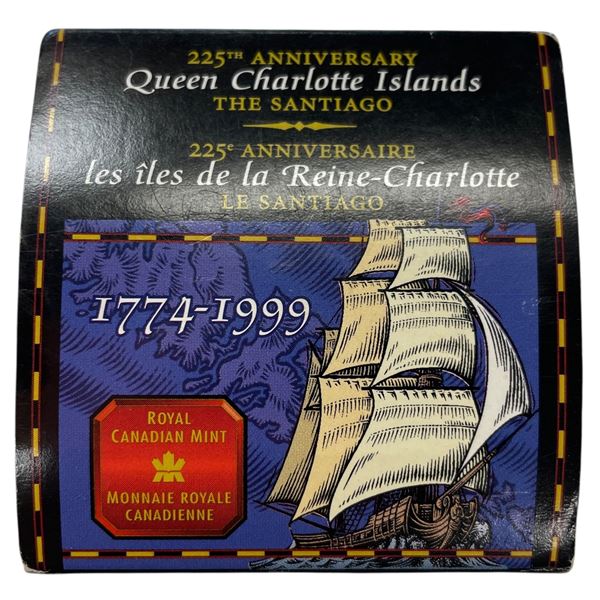 225TH ANNIVERSARY
Queen Charlotte Islands
THE SANTIAGO
225e ANNIVERSAIRE
les îles de la Reine-Charlotte
LE SANTIAGO
1774-1999
ROYAL
CANADIAN MINT
MONNAIE ROYALE
CANADIENNE